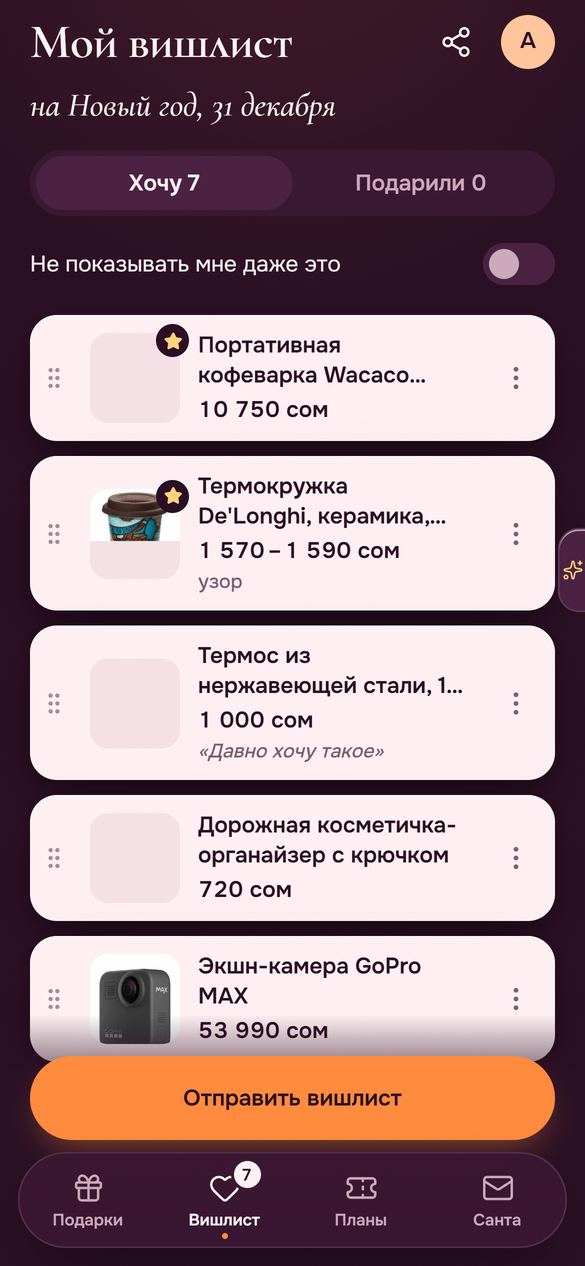 Мой вишлист
А
на Новый год, 31 декабря
Хочу 7
Подарили 0
Не показывать мне даже это
Портативная
кофеварка Wacaco...
10 750 сом
Термокружка
De'Longhi, керамика,...
1 570 – 1 590 сом
узор
Термос из
нержавеющей стали, 1...
1 000 сом
«Давно хочу такое»
Дорожная косметичка-
органайзер с крючком
720 сом
Экшн-камера GoPro
MAX
MAX
53 990 сом
Отправить вишлист
7
Подарки
Вишлист
Планы
Санта